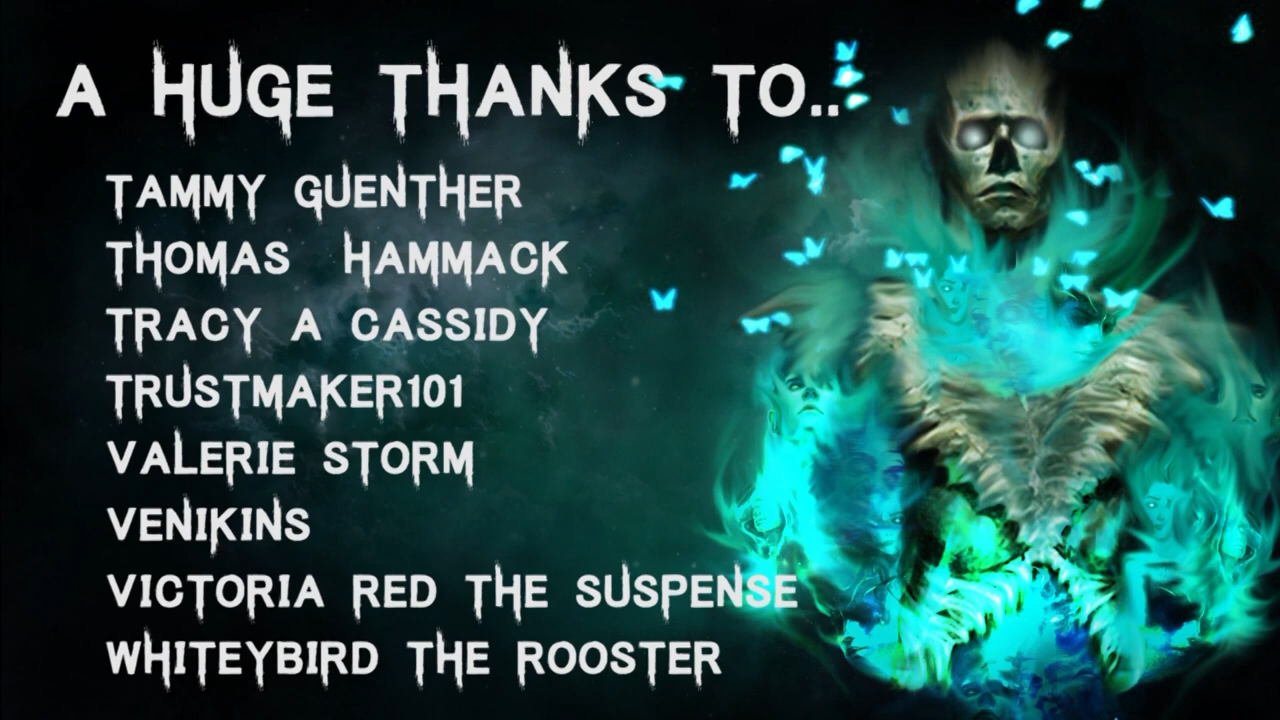 A HUGE THANKS TO..
TAMMY GUENTHER
THOMAS HAMMACK
TRACY A CASSIDY
TRUSTMAKER101
VALERIE STORM
VENIKINS
VICTORIA RED THE SUSPENSE
WHITEYBIRD THE ROOSTER